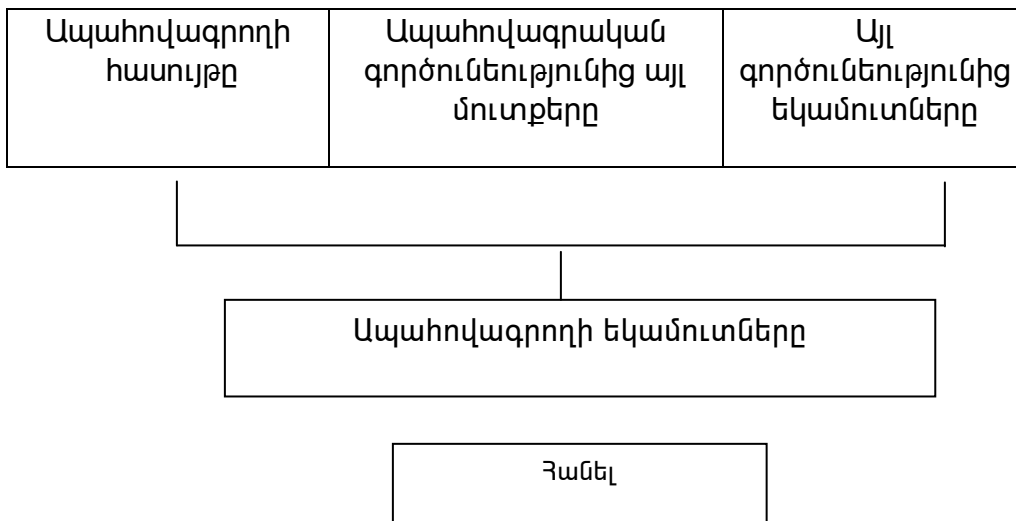 Ապահովագրողի
հասույթը
Ապահովագրական
գործունեությունից այլ
մուտքերը
Այլ
գործունեությունից
եկամուտները
Ապահովագրողի եկամուտները
Հանել